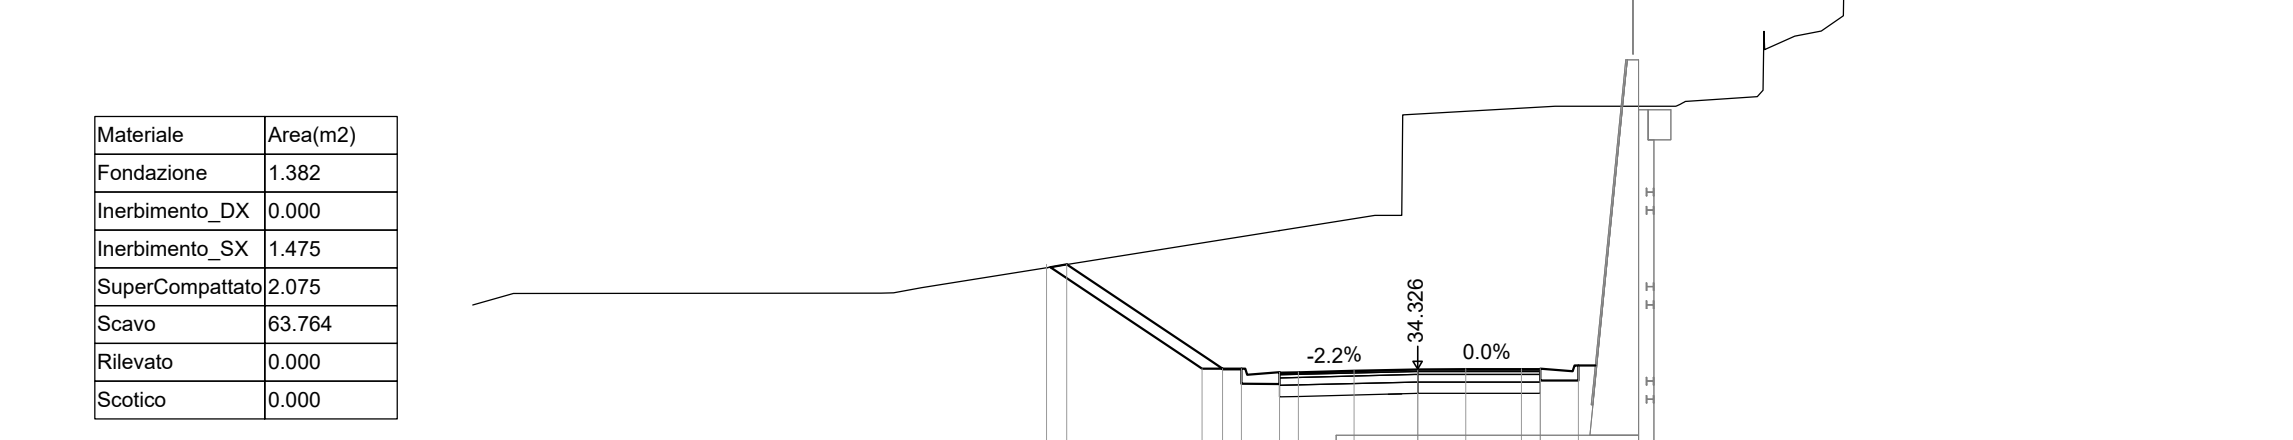 Materiale Area(m2)
Fondazione 1.382
Inerbimento_DX 0.000
Inerbimento_SX 1.475
SuperCompattato 2.075
Scavo 63.764
Rilevato 0.000
Scotico 0.000
34.326
-2.2% 0.0%